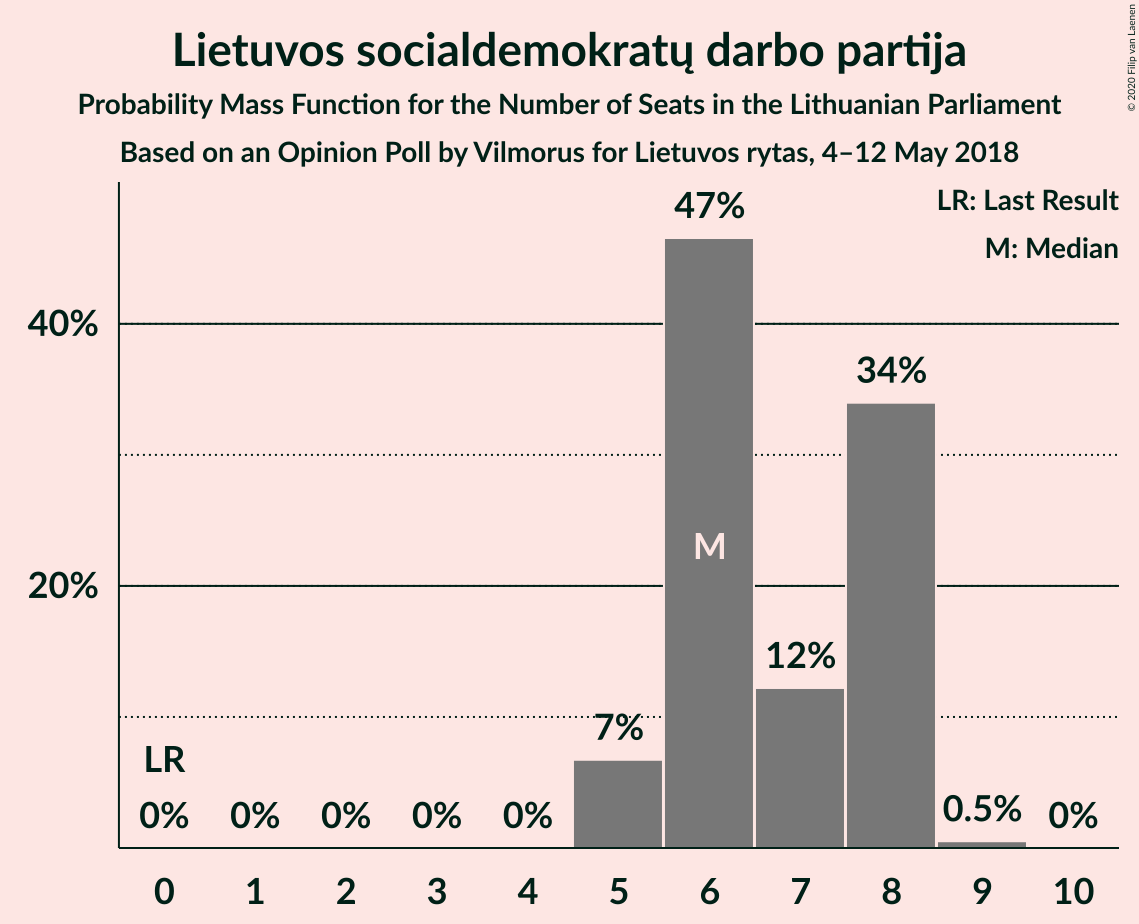 Lietuvos socialdemokratų darbo partija
Probability Mass Function for the Number of Seats in the Lithuanian Parliament
Based on an Opinion Poll by Vilmorus for Lietuvos rytas, 4–12 May 2018
© 2020 Filip van Laenen
LR: Last Result
M: Median
47%
40%
34%
M
20%
12%
7%
LR
0% 0% 0% 0% 0% 0.5% 0%
0 1 2 3 4 5 6 7 8 9 10